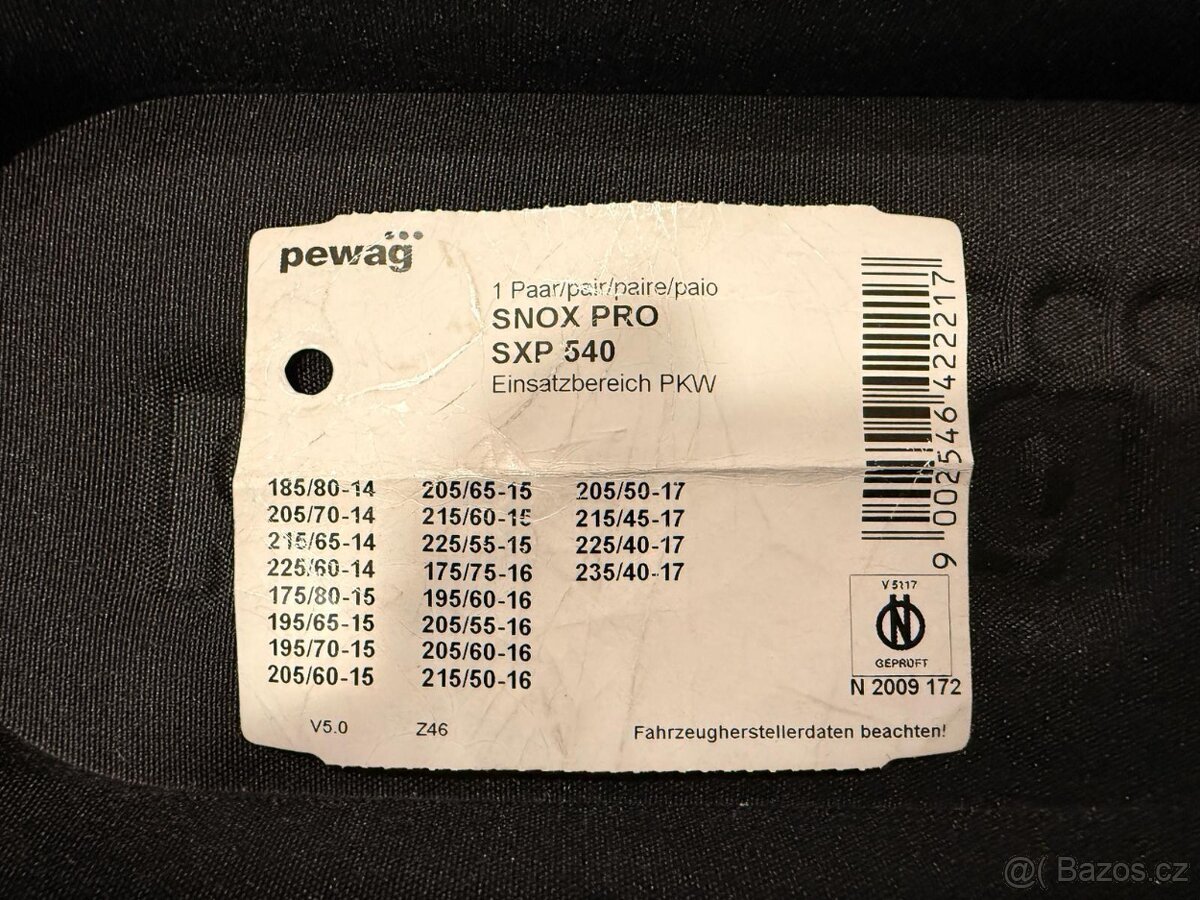 pewag
1 Paar/pair/paire/paio
SNOX PRO
SXP 540
Einsatzbereich PKW
185/80-14
205/70-14
215/65-14
225/60-14
175/80-15
195/65-15
195/70-15
205/60-15
205/65-15
215/60-15
225/55-15
175/75-16
195/60-16
205/55-16
205/60-16
215/50-16
205/50-17
215/45-17
225/40-17
235/40-17
9 002546 422217
V 5117
N
GEPRÜFT
N 2009 172
V5.0
Z46
Fahrzeugherstellerdaten beachten!
@( Bazos.cz